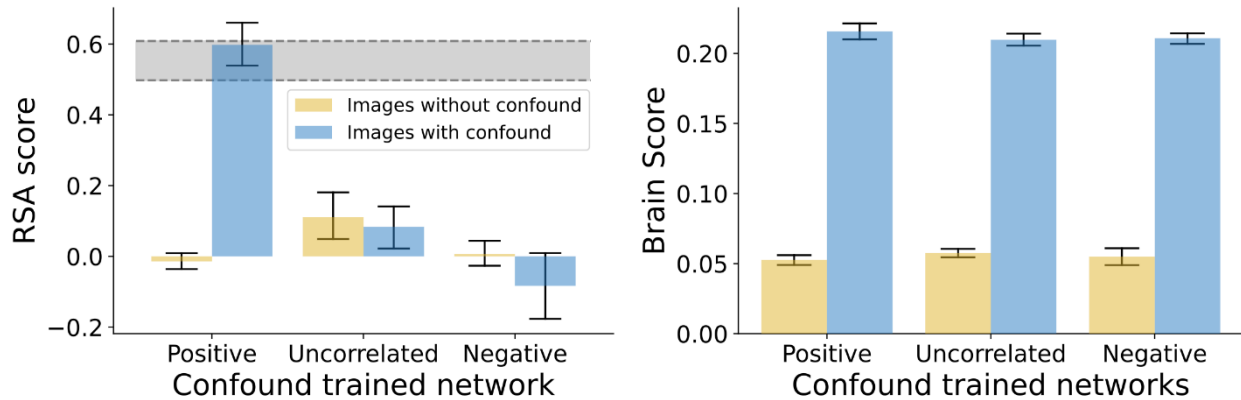 RSA score
0.6
0.4
0.2
0.0
−0.2
Images without confound
Images with confound
Positive Uncorrelated Negative
Confound trained network
Brain Score
0.20
0.15
0.10
0.05
0.00
Positive Uncorrelated Negative
Confound trained networks